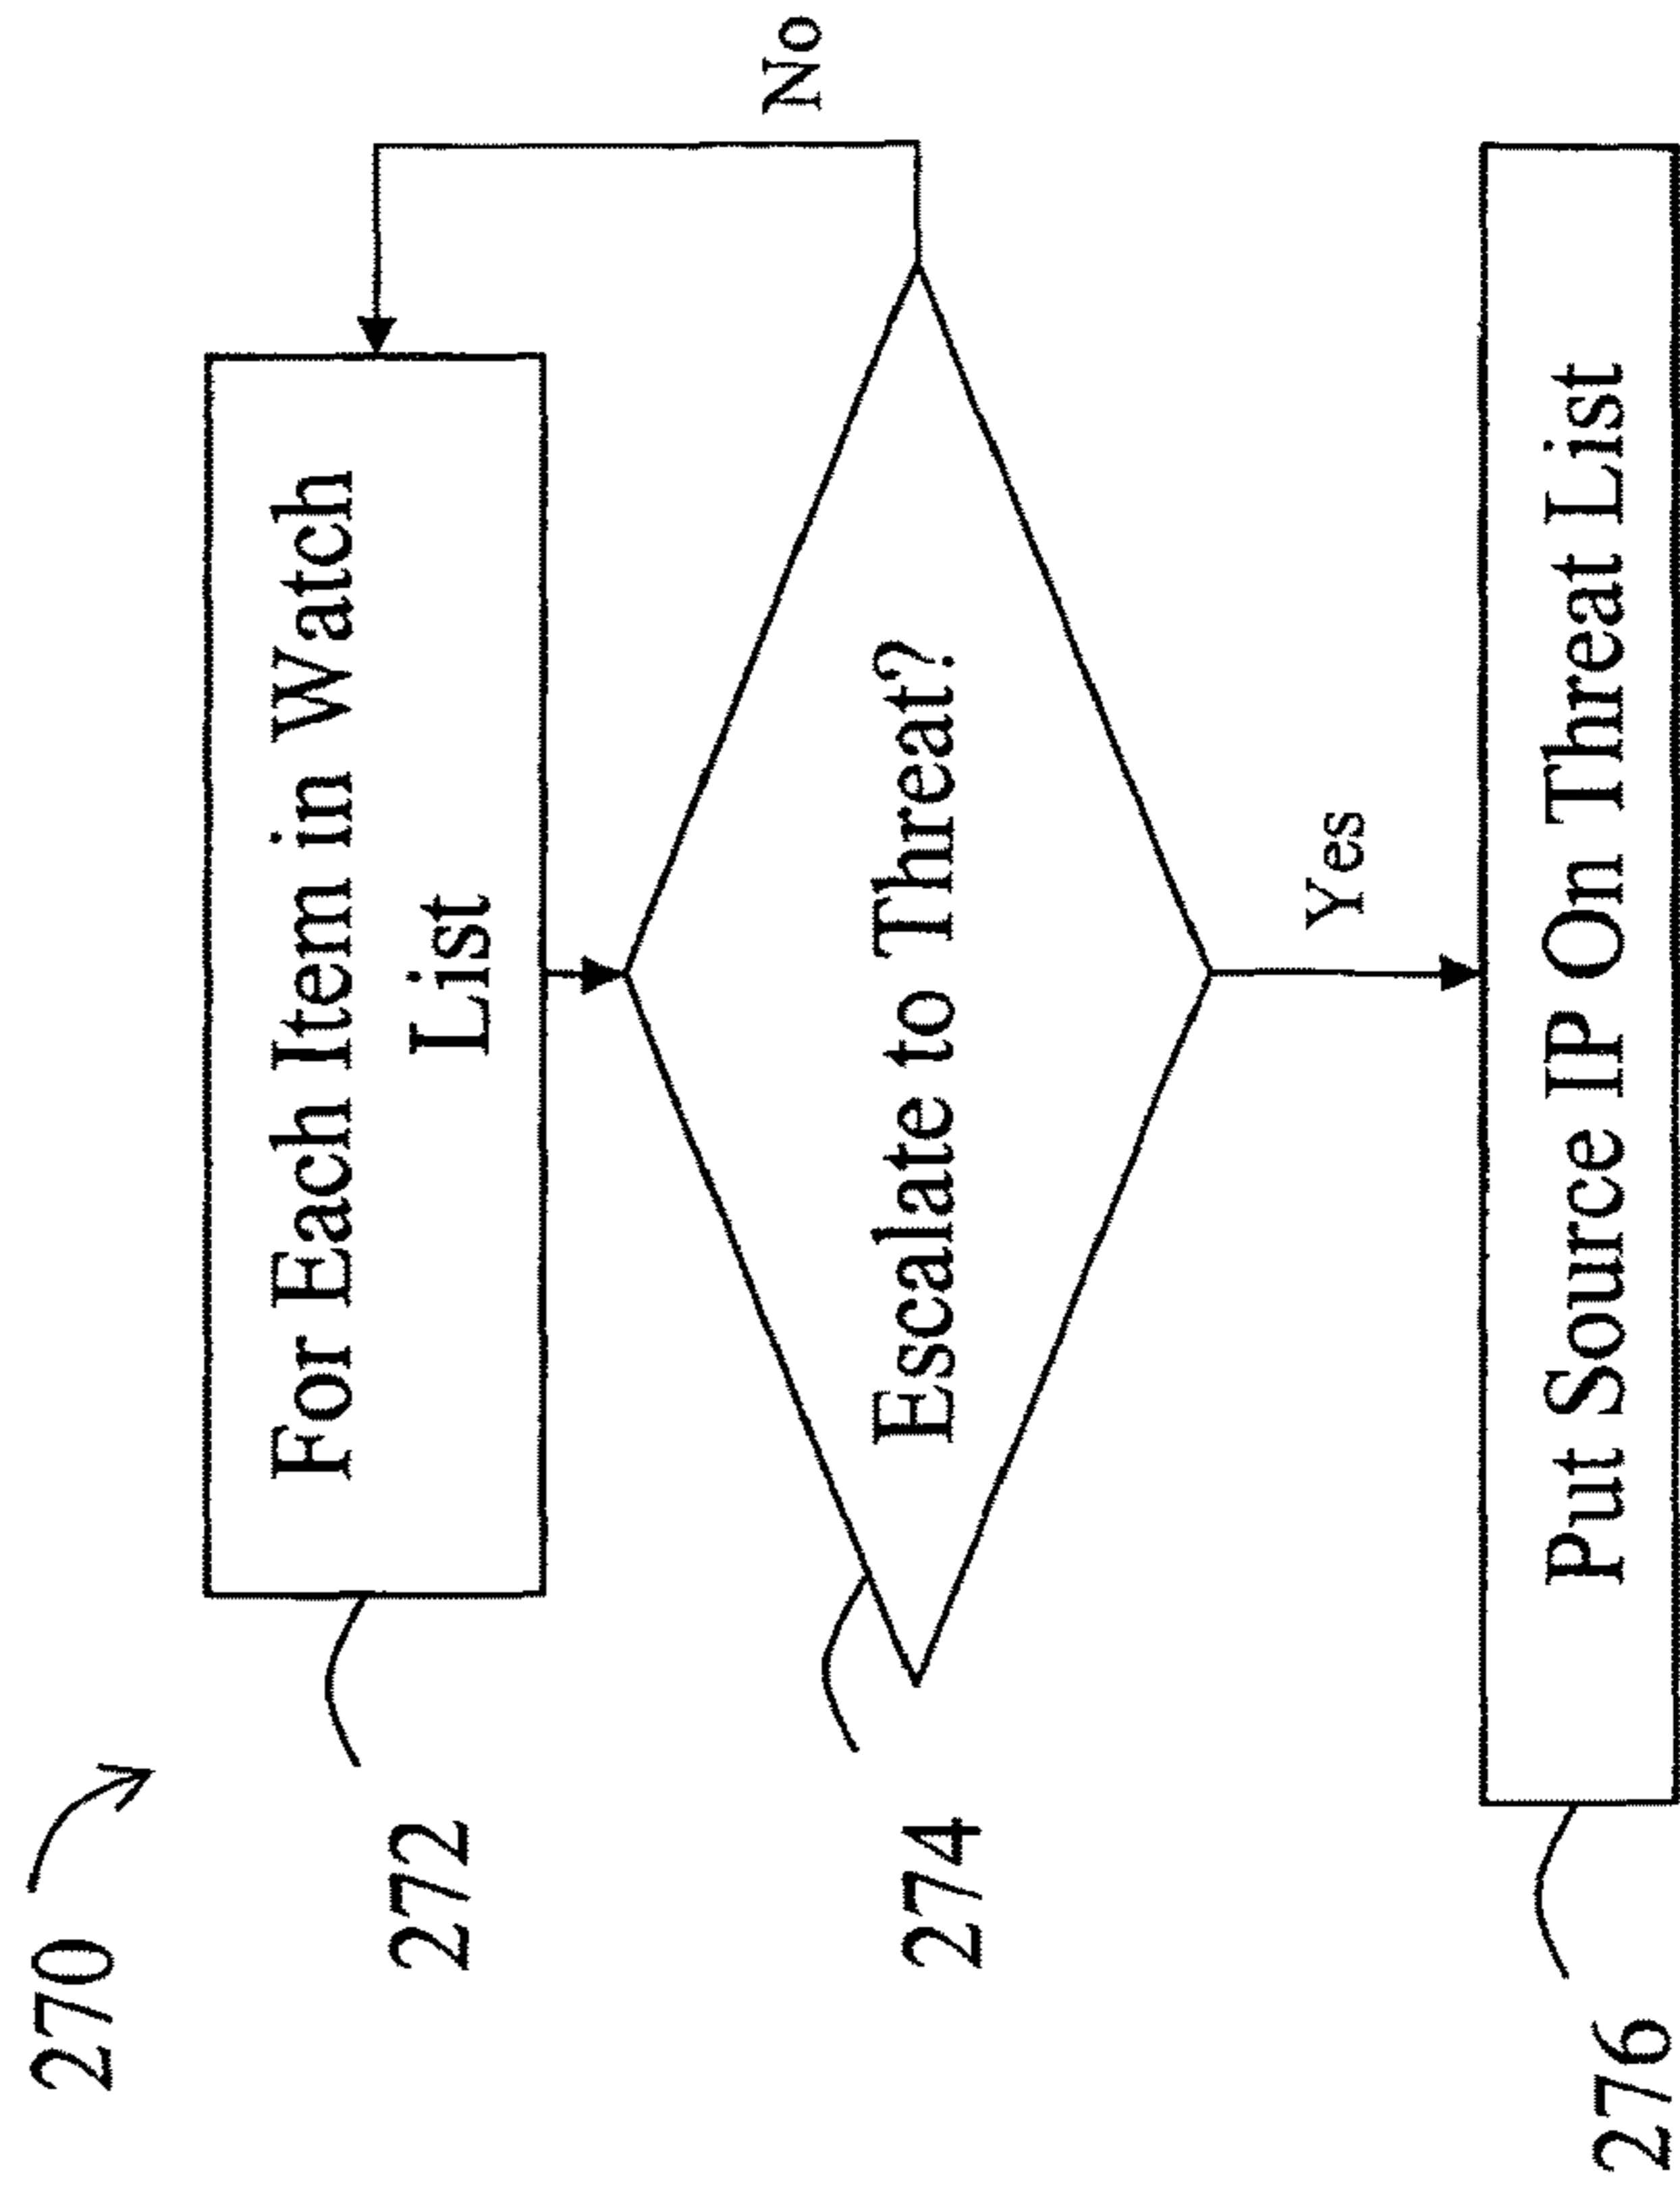 270
272
For Each Item in Watch
List
274
Escalate to Threat?
No
Yes
276
Put Source IP On Threat List